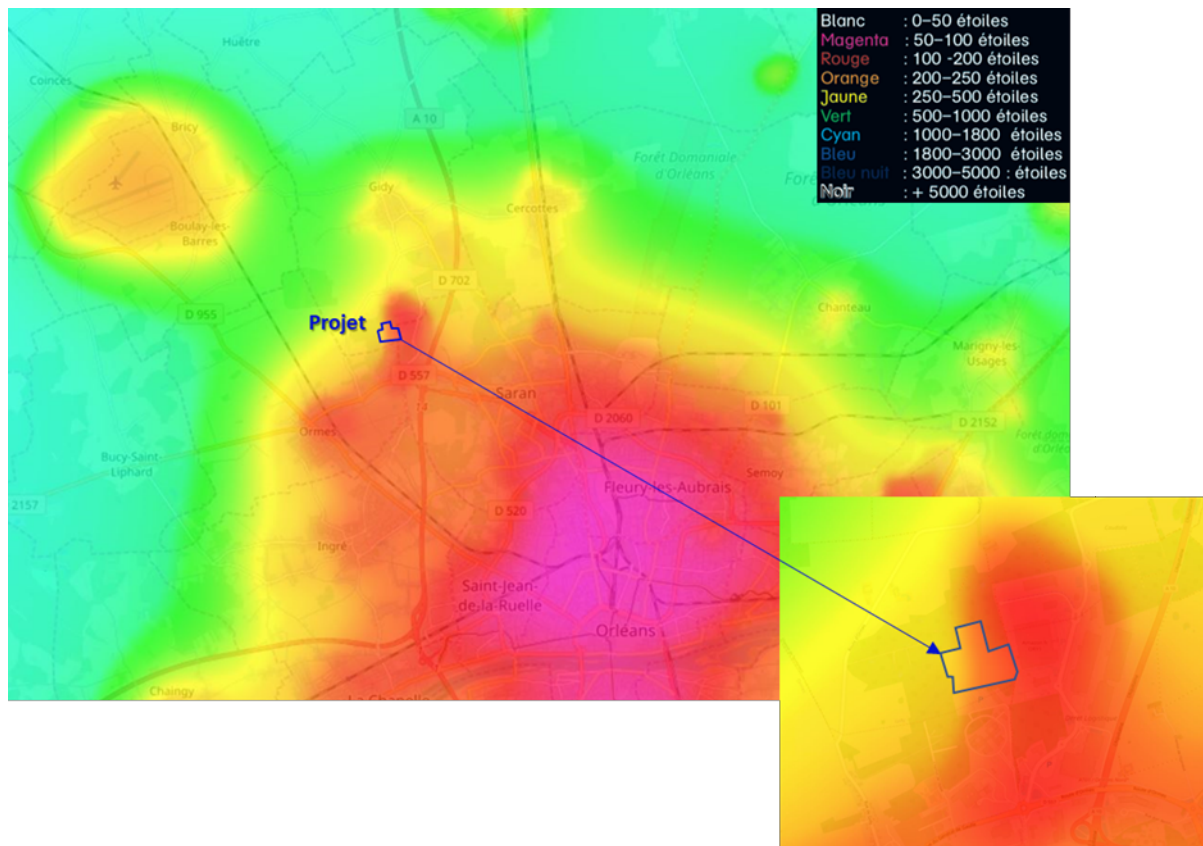 Blanc : 0-50 étoiles
Magenta : 50-100 étoiles
Rouge : 100 -200 étoiles
Orange : 200-250 étoiles
Jaune : 250-500 étoiles
Vert : 500-1000 étoiles
Cyan : 1000-1800 étoiles
Bleu : 1800-3000 étoiles
Bleu nuit : 3000-5000 : étoiles
Noir : + 5000 étoiles
Huêtre
Coinces
A 10
Bricy
Forêt Domaniale
d'Orléans
Gidy
Cercottes
Boulay-les-
Barres
D 702
D 955
Chanteau
Projet
Marigny-les-
Usages
D 557
Saran
D 101
D 2060
D 2152
Ormes
Bucy-Saint-
Liphard
Semoy
Fleury-les-Aubrais
2157
D 520
Ingré
Saint-Jean-
de-la-Ruelle
Orléans
Chaingy
La Chapelle